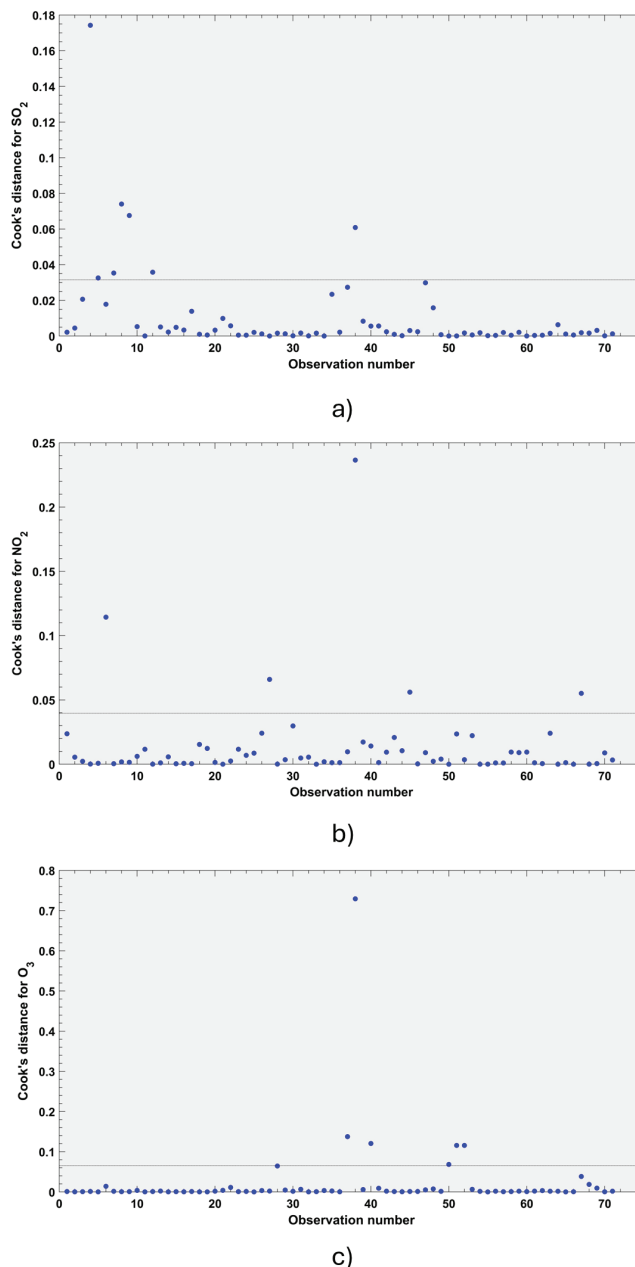 0.18
0.16
0.14
0.12
0.1
0.08
0.06
0.04
0.02
0
Cook's distance for SO2
0 10 20 30 40 50 60 70
Observation number
a)
0.25
0.2
0.15
0.1
0.05
0
Cook's distance for NO2
0 10 20 30 40 50 60 70
Observation number
b)
0.8
0.7
0.6
0.5
0.4
0.3
0.2
0.1
0
Cook's distance for O3
0 10 20 30 40 50 60 70
Observation number
c)